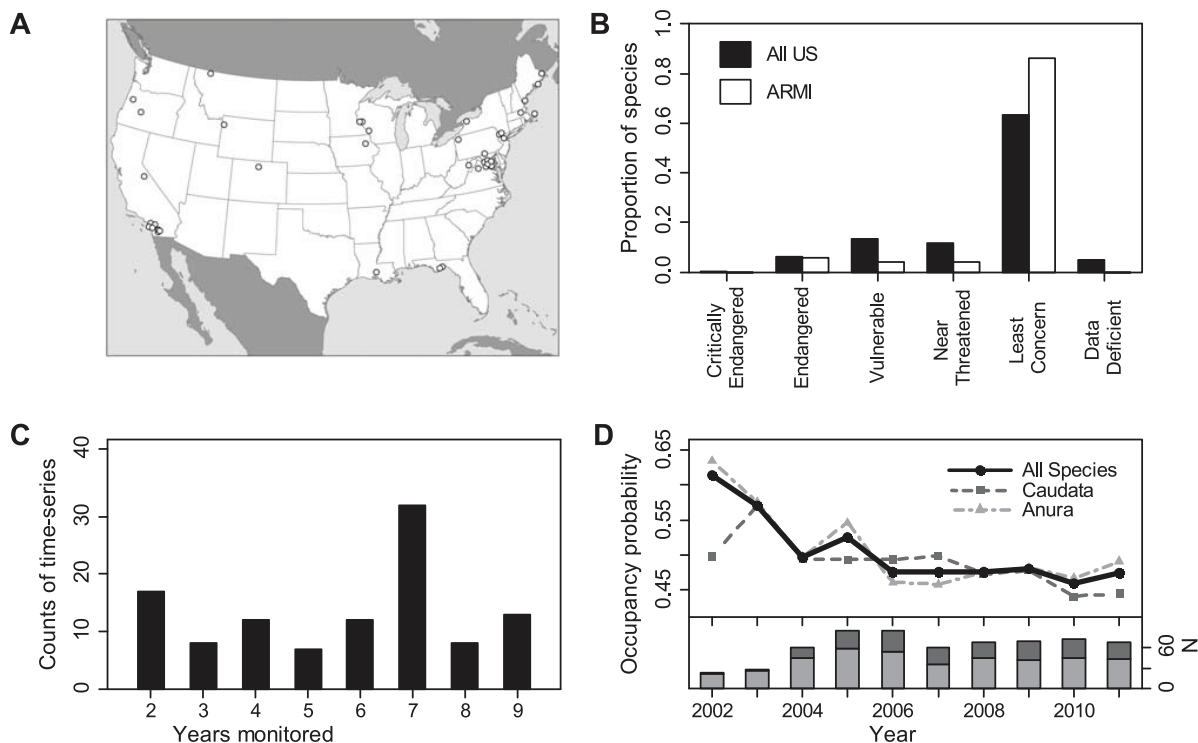 A
B
Proportion of species
1.0
0.8
0.6
0.4
0.2
0.0
All US
ARMI
Critically
Endangered
Endangered
Vulnerable
Near
Threatened
Least
Concern
Data
Deficient
C
Counts of time-series
40
30
20
10
0
2 3 4 5 6 7 8 9
Years monitored
D
Occupancy probability
0.65
0.55
0.45
All Species
Caudata
Anura
60
0
N
2002 2004 2006 2008 2010
Year